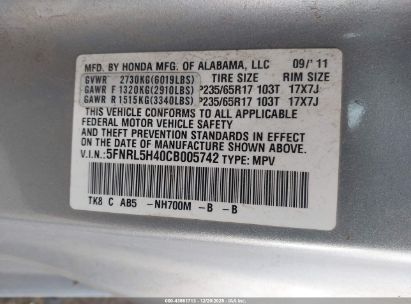 MFD. BY HONDA MFG. OF ALABAMA, LLC 09/'11
GVWR 2730KG(6019LBS) TIRE SIZE RIM SIZE
GAWR F 1320KG(2910LBS) P235/65R17 103T 17X7J
GAWR R 1515KG(3340LBS) P235/65R17 103T 17X7J
THIS VEHICLE CONFORMS TO ALL APPLICABLE
FEDERAL MOTOR VEHICLE SAFETY AND
THEFT PREVENTION STANDARDS IN EFFECT ON
THE DATE OF MANUFACTURE SHOWN ABOVE.
V.I.N.:5FNRL5H40CB005742 TYPE: MPV
TK8 C AB5 -NH700M -B -B